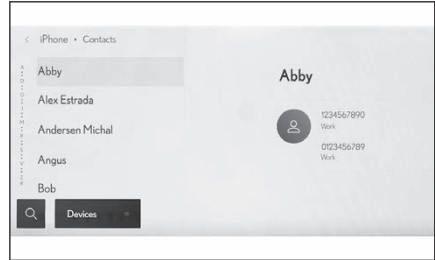 iPhone • Contacts
Abby
Alex Estrada
Andersen Michal
Angus
Bob
Devices
Abby
1234567890
Work
0123456789
Work